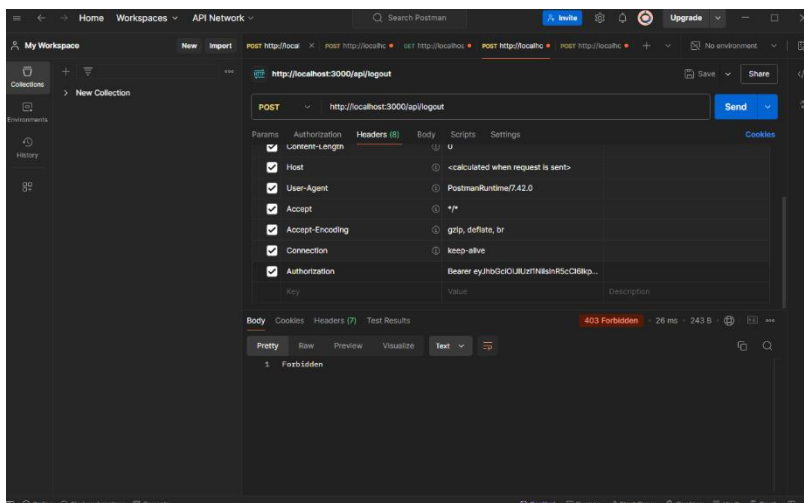 Home Workspaces API Network Search Postman Invite Upgrade
My Workspace New Import POST http://local POST http://localhc GET http://localhos POST http://localhc POST http://localhc No environment
Collections
Environments
History
New Collection
HTTP http://localhost:3000/api/logout Save Share
POST http://localhost:3000/api/logout Send
Params Authorization Headers (8) Body Scripts Settings Cookies
Content-Length 0
Host <calculated when request is sent>
User-Agent PostmanRuntime/7.42.0
Accept */*
Accept-Encoding gzip, deflate, br
Connection keep-alive
Authorization Bearer
Key Value Description
Body Cookies Headers (7) Test Results 403 Forbidden 26 ms 243 B
Pretty Raw Preview Visualize Text
1 Forbidden